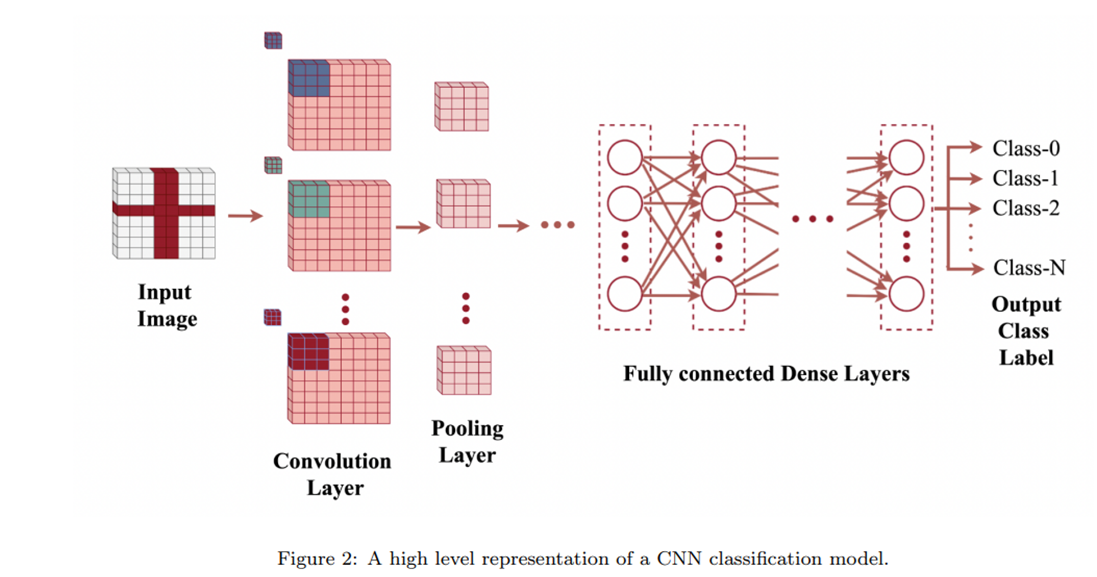 Input
Image
Convolution
Layer
Pooling
Layer
Fully connected Dense Layers
Class-0
Class-1
Class-2
Class-N
Output
Class
Label
Figure 2: A high level representation of a CNN classification model.